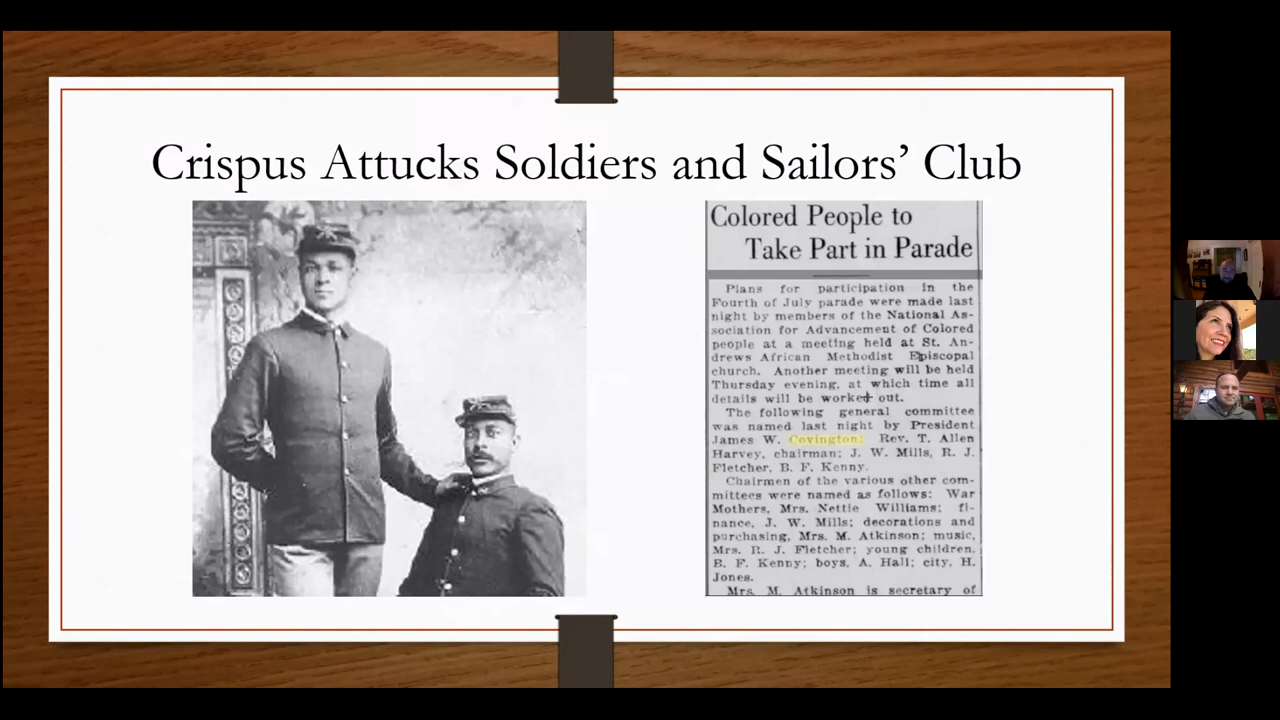 Crispus Attucks Soldiers and Sailors’ Club
Colored People to
Take Part in Parade
Plans for participation in the
Fourth of July parade were made last
night by members of the National As-
sociation for Advancement of Colored
people at a meeting held at St. An-
drews African Methodist Episcopal
church. Another meeting will be held
Thursday evening, at which time all
details will be worked out.
The following general committee
was named last night by President
James W. Covington: Rev. T. Allen
Harvey, chairman; J. W. Mills, R. J.
Fletcher, B. F. Kenny.
Chairmen of the various other com-
mittees were named as follows: War
Mothers, Mrs. Nettie Williams; fi-
nance, J. W. Mills; decorations and
purchasing, Mrs. M. Atkinson; music,
Mrs. R. J. Fletcher; young children,
B. F. Kenny; boys, A. Hall; city, H.
Jones.
Mrs. M. Atkinson is secretary of